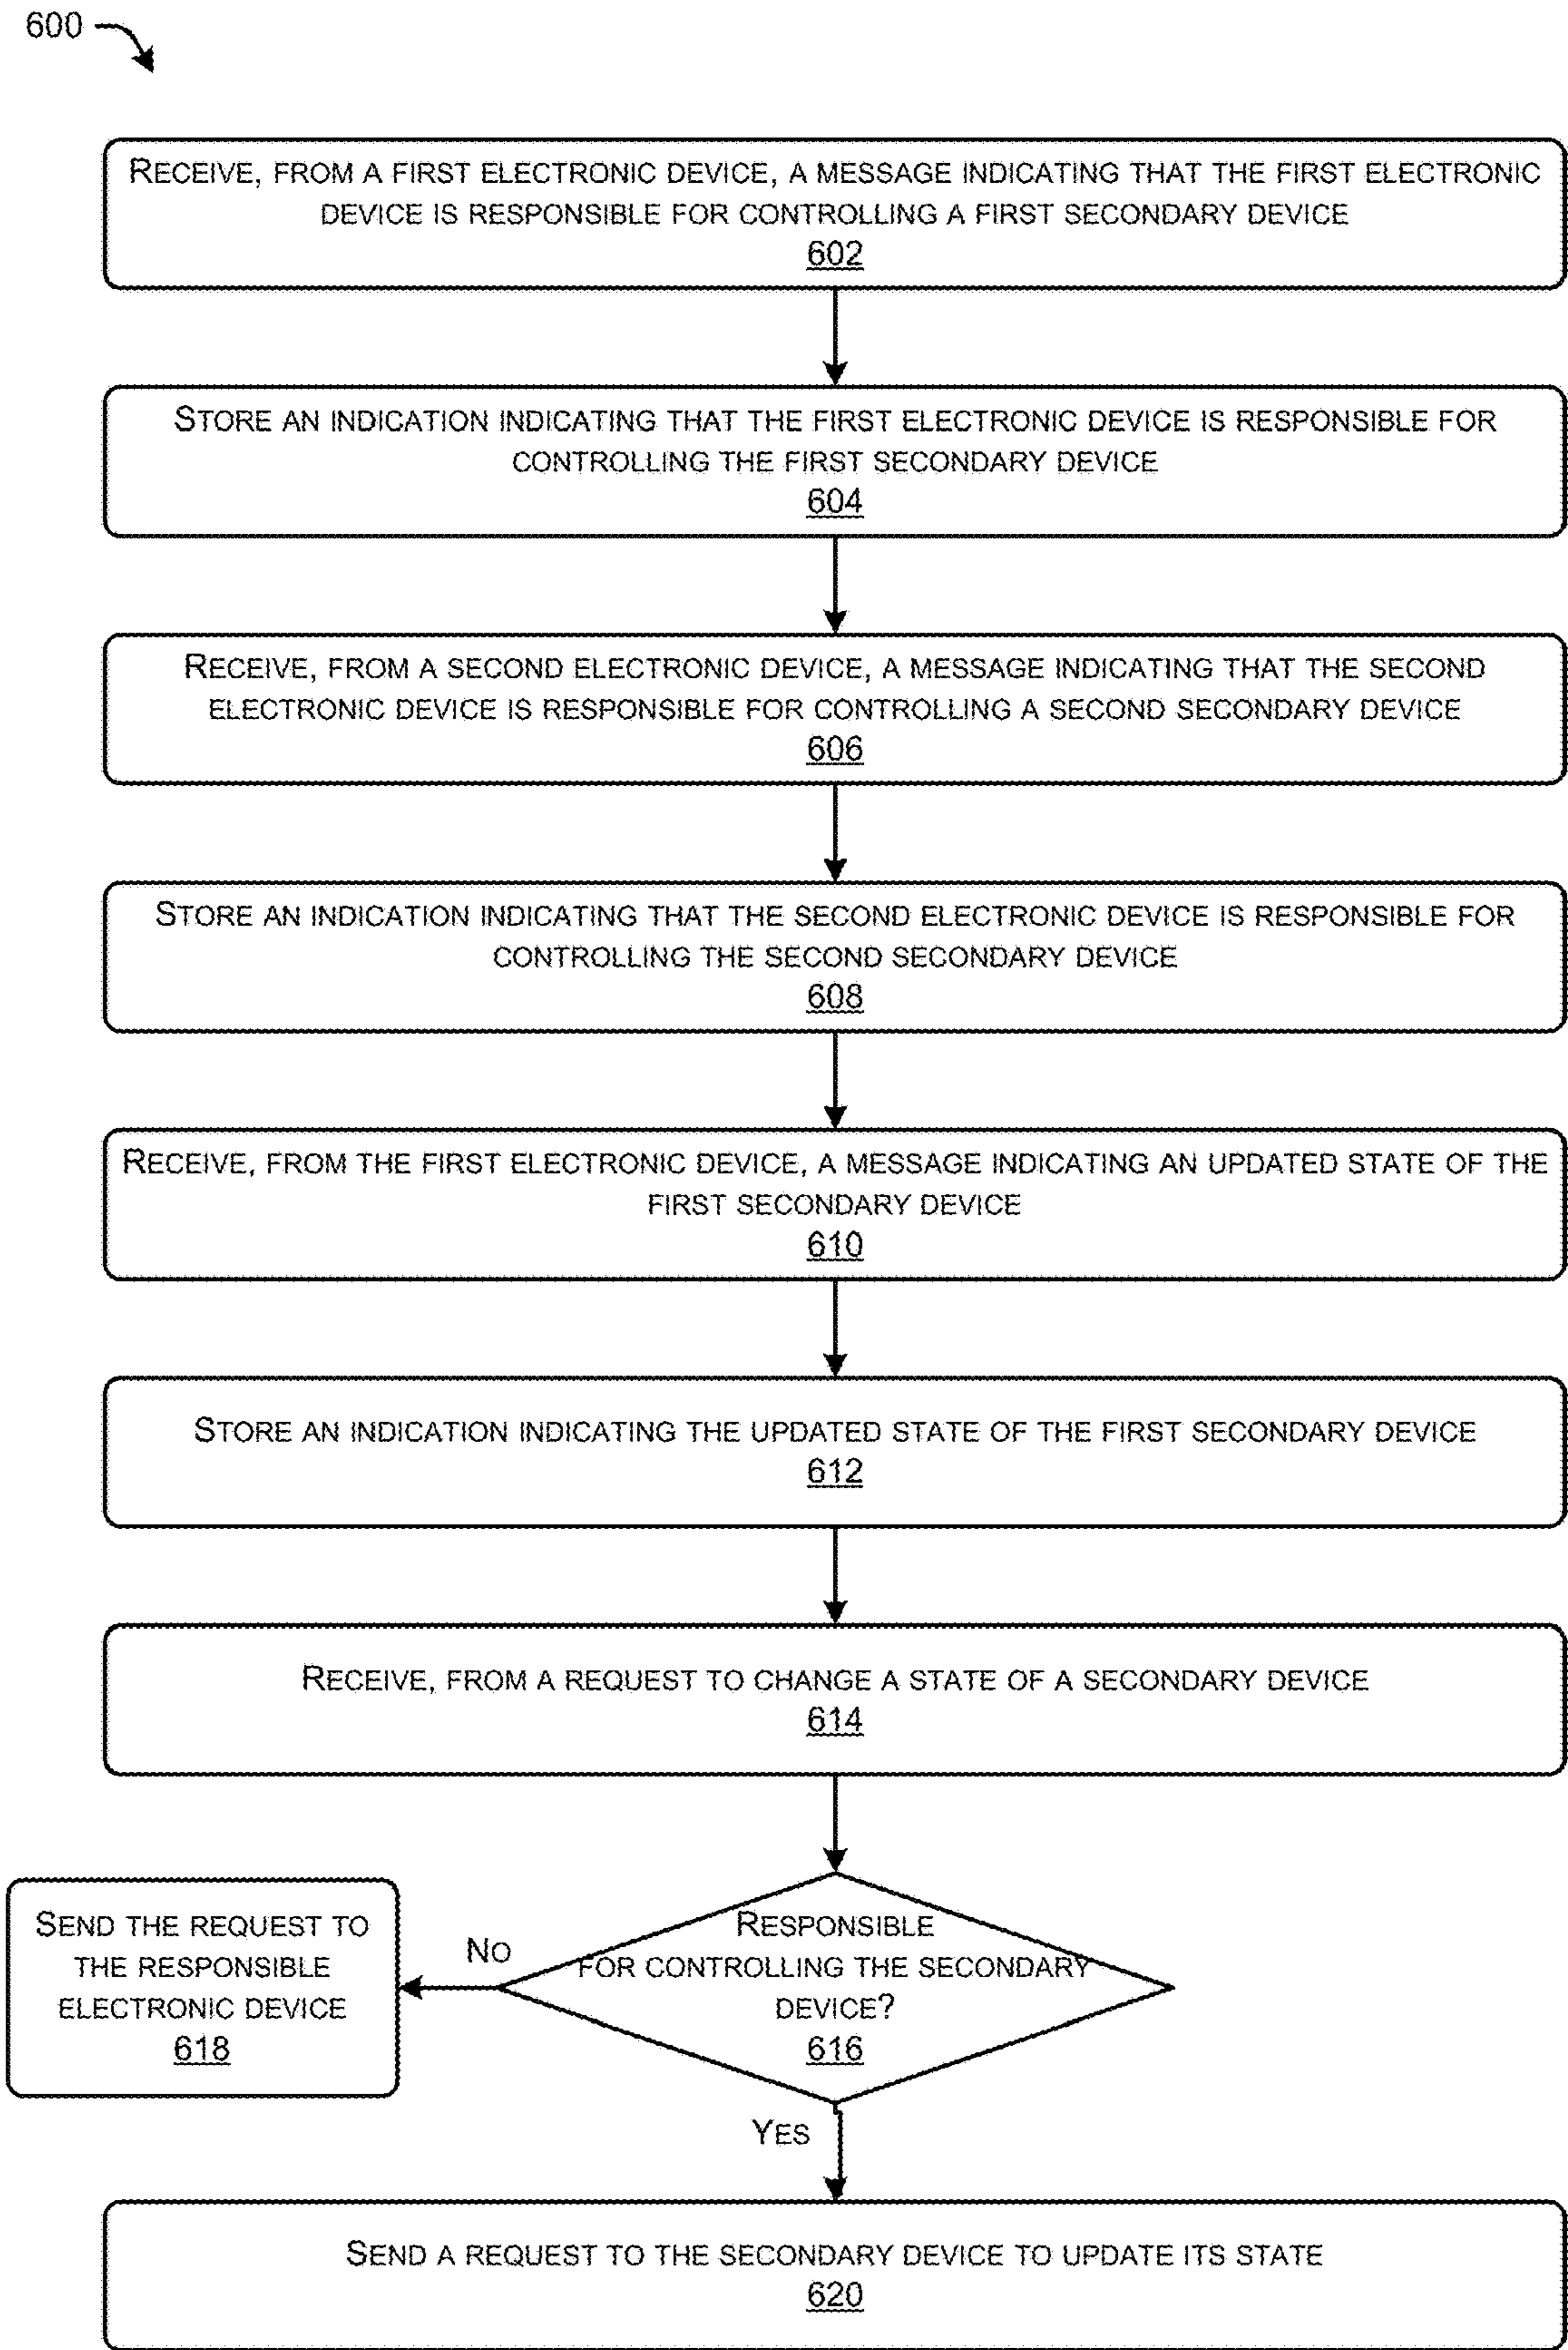 600
RECEIVE, FROM A FIRST ELECTRONIC DEVICE, A MESSAGE INDICATING THAT THE FIRST ELECTRONIC
DEVICE IS RESPONSIBLE FOR CONTROLLING A FIRST SECONDARY DEVICE
602
STORE AN INDICATION INDICATING THAT THE FIRST ELECTRONIC DEVICE IS RESPONSIBLE FOR
CONTROLLING THE FIRST SECONDARY DEVICE
604
RECEIVE, FROM A SECOND ELECTRONIC DEVICE, A MESSAGE INDICATING THAT THE SECOND
ELECTRONIC DEVICE IS RESPONSIBLE FOR CONTROLLING A SECOND SECONDARY DEVICE
606
STORE AN INDICATION INDICATING THAT THE SECOND ELECTRONIC DEVICE IS RESPONSIBLE FOR
CONTROLLING THE SECOND SECONDARY DEVICE
608
RECEIVE, FROM THE FIRST ELECTRONIC DEVICE, A MESSAGE INDICATING AN UPDATED STATE OF THE
FIRST SECONDARY DEVICE
610
STORE AN INDICATION INDICATING THE UPDATED STATE OF THE FIRST SECONDARY DEVICE
612
RECEIVE, FROM A REQUEST TO CHANGE A STATE OF A SECONDARY DEVICE
614
RESPONSIBLE
FOR CONTROLLING THE SECONDARY
DEVICE?
616
NO
SEND THE REQUEST TO
THE RESPONSIBLE
ELECTRONIC DEVICE
618
YES
SEND A REQUEST TO THE SECONDARY DEVICE TO UPDATE ITS STATE
620